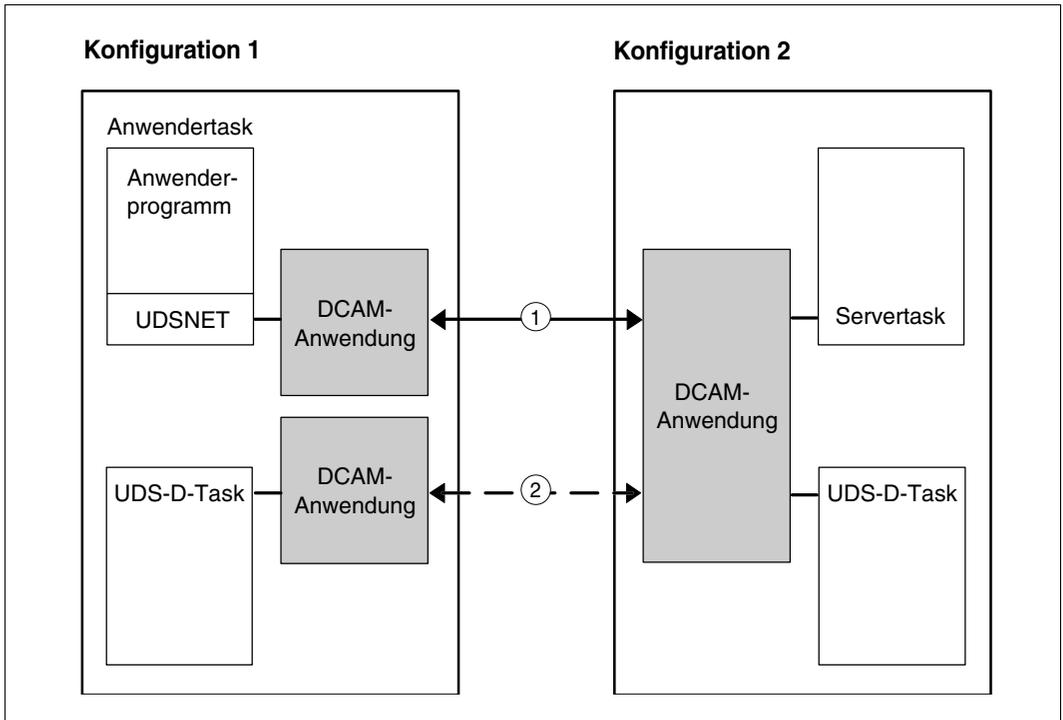 Konfiguration 1
Konfiguration 2
Anwendertask
Anwender-
programm
UDSNET
DCAM-
Anwendung
1
DCAM-
Anwendung
Servertask
UDS-D-Task
DCAM-
Anwendung
2
UDS-D-Task